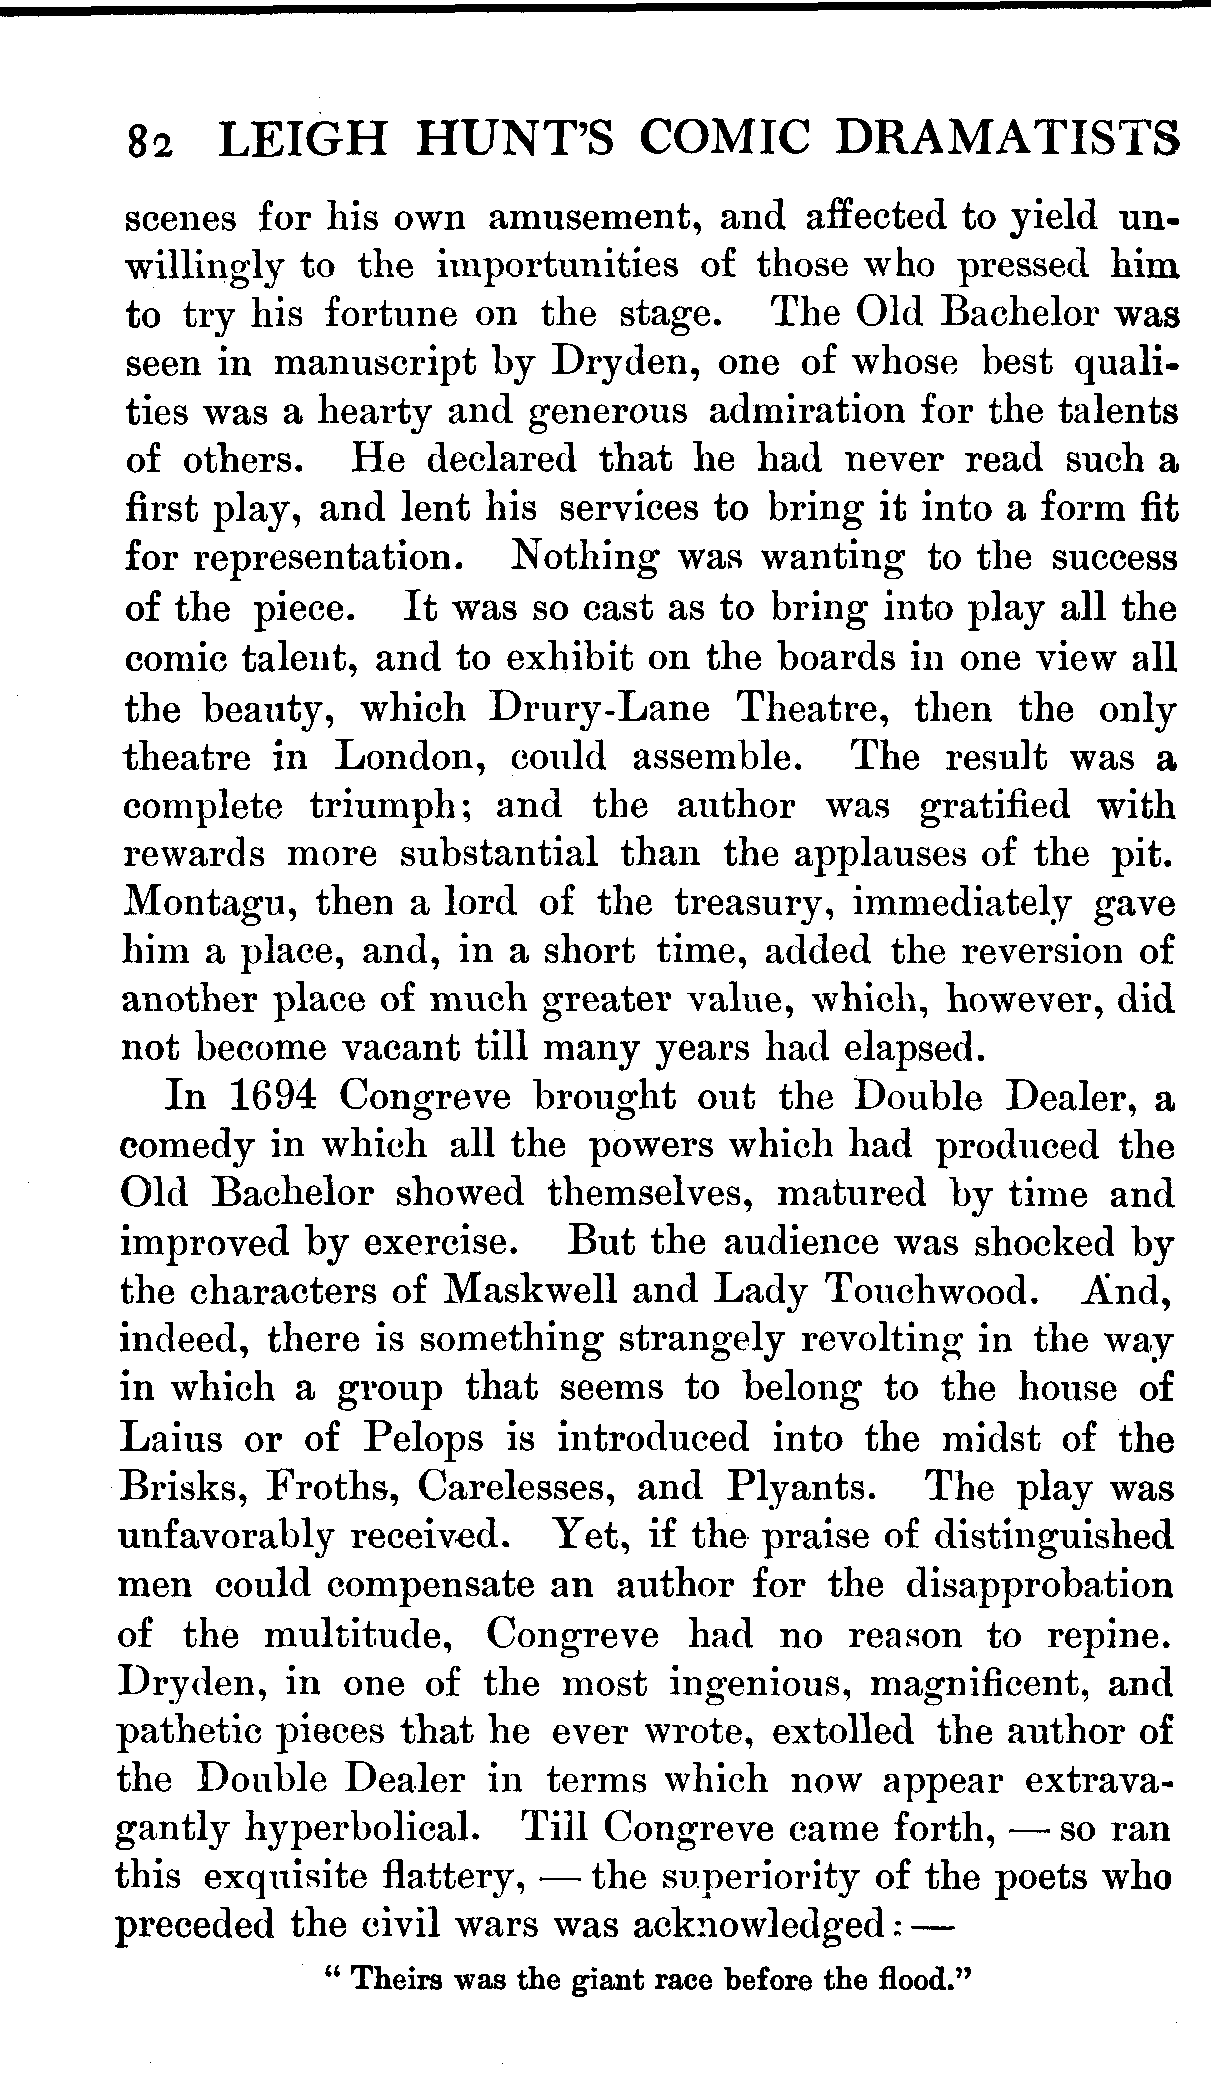 82 LEIGH HUNT'S COMIC DRAMATISTS
scenes for his own amusement, and affected to yield un-
willingly to the importunities of those who pressed him
to try his fortune on the stage. The Old Bachelor was
seen in manuscript by Dryden, one of whose best quali-
ties was a hearty and generous admiration for the talents
of others. He declared that he had never read such a
first play, and lent his services to bring it into a form fit
for representation. Nothing was wanting to the success
of the piece. It was so cast as to bring into play all the
comic talent, and to exhibit on the boards in one view all
the beauty, which Drury-Lane Theatre, then the only
theatre in London, could assemble. The result was a
complete triumph; and the author was gratified with
rewards more substantial than the applauses of the pit.
Montagu, then a lord of the treasury, immediately gave
him a place, and, in a short time, added the reversion of
another place of much greater value, which, however, did
not become vacant till many years had elapsed.
In 1694 Congreve brought out the Double Dealer, a
comedy in which all the powers which had produced the
Old Bachelor showed themselves, matured by time and
improved by exercise. But the audience was shocked by
the characters of Maskwell and Lady Touchwood. And,
indeed, there is something strangely revolting in the way
in which a group that seems to belong to the house of
Laius or of Pelops is introduced into the midst of the
Brisks, Froths, Carelesses, and Plyants. The play was
unfavorably received. Yet, if the praise of distinguished
men could compensate an author for the disapprobation
of the multitude, Congreve had no reason to repine.
Dryden, in one of the most ingenious, magnificent, and
pathetic pieces that he ever wrote, extolled the author of
the Double Dealer in terms which now appear extrava-
gantly hyperbolical. Till Congreve came forth, — so ran
this exquisite flattery, — the superiority of the poets who
preceded the civil wars was acknowledged: —
"Theirs was the giant race before the flood."